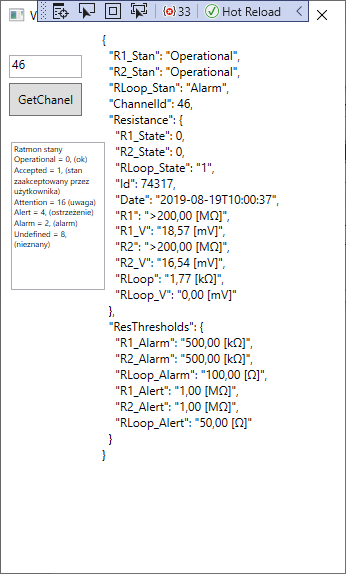 W
33
Hot Reload
46
GetChanel
Ratmon stany
Operational = 0, (ok)
Accepted = 1, (stan
zaakceptowany przez
użytkownika)
Attention = 16 (uwaga)
Alert = 4, (ostrzeżenie)
Alarm = 2, (alarm)
Undefined = 8,
(nieznany)
{
"R1_Stan": "Operational",
"R2_Stan": "Operational",
"RLoop_Stan": "Alarm",
"ChannelId": 46,
"Resistance": {
"R1_State": 0,
"R2_State": 0,
"RLoop_State": "1",
"Id": 74317,
"Date": "2019-08-19T10:00:37",
"R1": ">200,00 [MΩ]",
"R1_V": "18,57 [mV]",
"R2": ">200,00 [MΩ]",
"R2_V": "16,54 [mV]",
"RLoop": "1,77 [kΩ]",
"RLoop_V": "0,00 [mV]"
},
"ResThresholds": {
"R1_Alarm": "500,00 [kΩ]",
"R2_Alarm": "500,00 [kΩ]",
"RLoop_Alarm": "100,00 [Ω]",
"R1_Alert": "1,00 [MΩ]",
"R2_Alert": "1,00 [MΩ]",
"RLoop_Alert": "50,00 [Ω]"
}
}